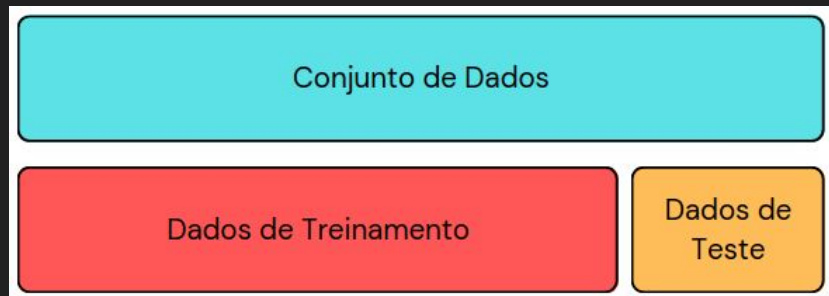 Conjunto de Dados
Dados de Treinamento
Dados de
Teste